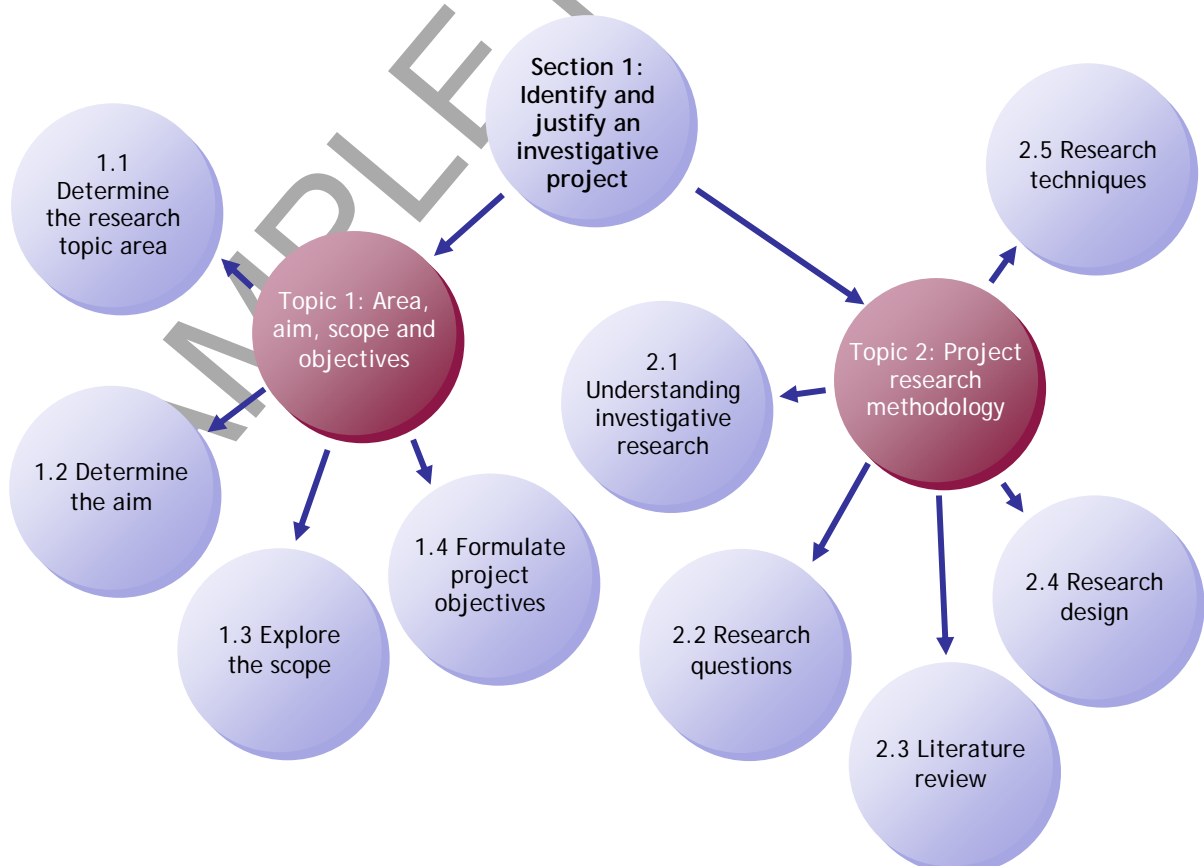 Section 1:
Identify and
justify an
investigative
project
1.1
Determine
the research
topic area
Topic 1: Area,
aim, scope and
objectives
1.2 Determine
the aim
1.3 Explore
the scope
1.4 Formulate
project
objectives
Topic 2: Project
research
methodology
2.1
Understanding
investigative
research
2.2 Research
questions
2.3 Literature
review
2.4 Research
design
2.5 Research
techniques